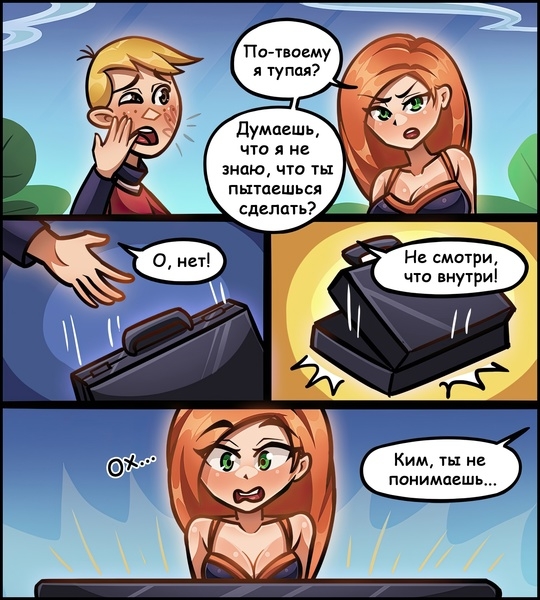 По-твоему
я тупая?
Думаешь,
что я не
знаю, что ты
пытаешься
сделать?
О, нет!
Не смотри,
что внутри!
Ох...
Ким, ты не
понимаешь...